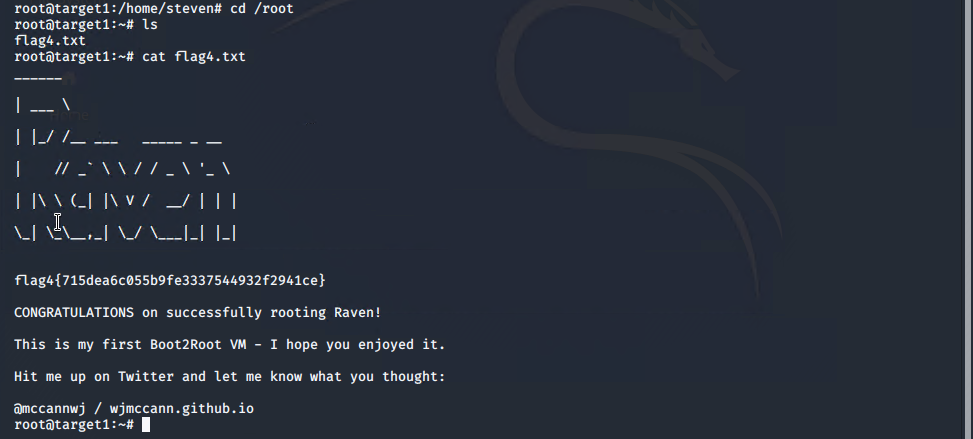 root@target1:/home/steven# cd /root
root@target1:~# ls
flag4.txt
root@target1:~# cat flag4.txt
______
| ___ \
| |_/ /__ ___   _____ _ __
|    // _` \ \ / / _ \ '_ \
| |\ \ (_| |\ V /  __/ | | |
\_| \_\__,_| \_/ \___|_| |_|
flag4{715dea6c055b9fe3337544932f2941ce}
CONGRATULATIONS on successfully rooting Raven!
This is my first Boot2Root VM - I hope you enjoyed it.
Hit me up on Twitter and let me know what you thought:
@mccannwj / wjmccann.github.io
root@target1:~#